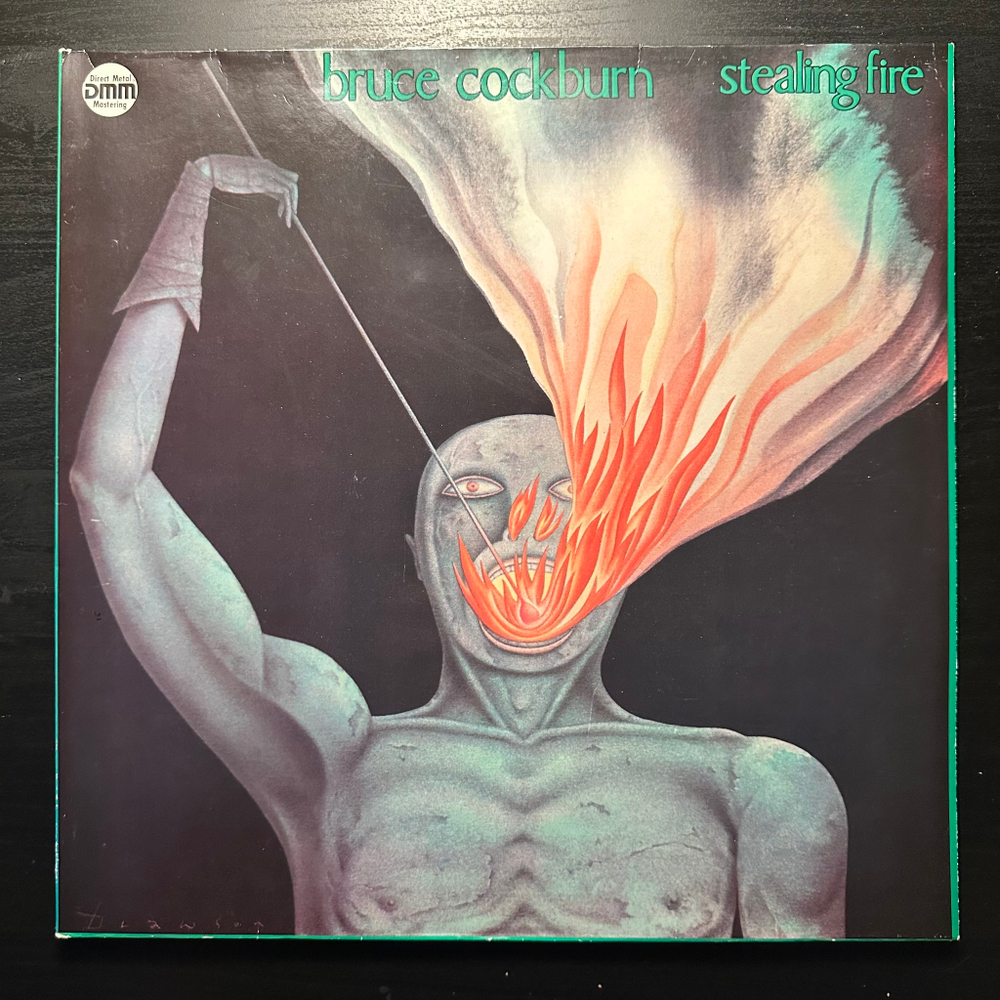 bruce cockburn
stealing fire
Direct Metal
DMM
Mastering